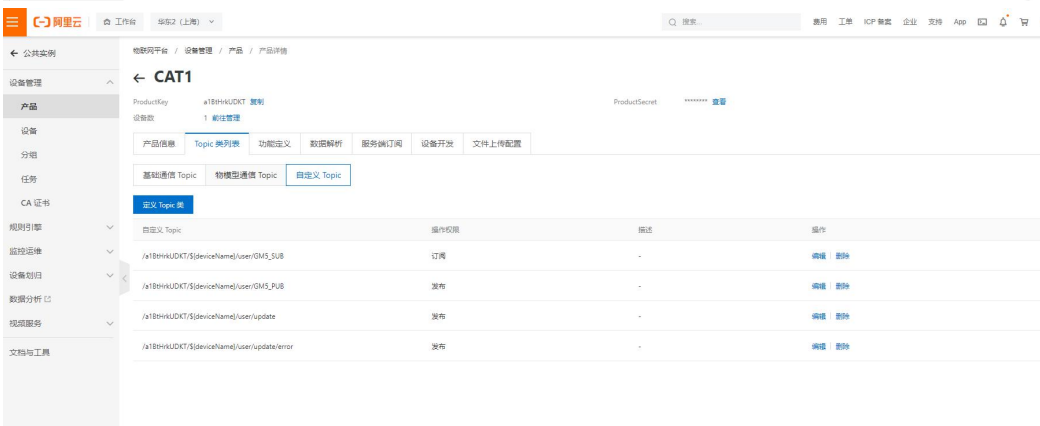 阿里云 工作台 华东2（上海） 搜索... 费用 工单 ICP 备案 企业 支持 App
公共实例
物联网平台 / 设备管理 / 产品 / 产品详情
设备管理
CAT1
产品
ProductKey a1BtHrkUDKT 复制 ProductSecret ******** 查看
设备数 1 前往管理
设备
产品信息 Topic 类列表 功能定义 数据解析 服务端订阅 设备开发 文件上传配置
分组
任务
基础通信 Topic 物模型通信 Topic 自定义 Topic
CA 证书
定义 Topic 类
规则引擎
自定义 Topic 操作权限 描述 操作
监控运维
/a1BtHrkUDKT/${deviceName}/user/GM5_SUB 订阅 - 编辑 删除
设备划归
/a1BtHrkUDKT/${deviceName}/user/GM5_PUB 发布 - 编辑 删除
数据分析
/a1BtHrkUDKT/${deviceName}/user/update 发布 - 编辑 删除
视频服务
/a1BtHrkUDKT/${deviceName}/user/update/error 发布 - 编辑 删除
文档与工具